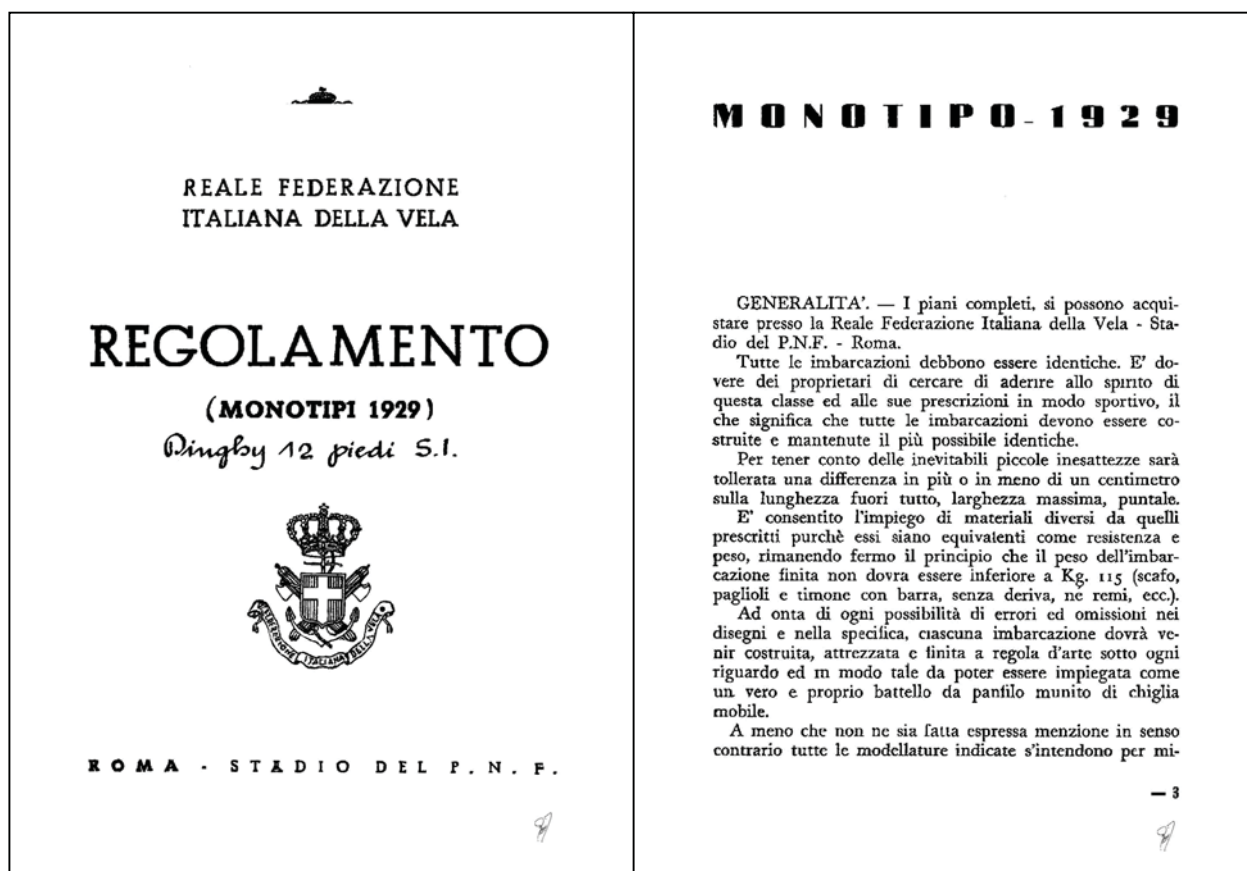 REALE FEDERAZIONE
ITALIANA DELLA VELA
REGOLAMENTO
(MONOTIPI 1929)
Dinghy 12 piedi S.I.
FEDERAZIONE ITALIANA DELLA VELA
ROMA - STADIO DEL P. N. F.
MONOTIPO - 1929
GENERALITA'. — I piani completi, si possono acqui-
stare presso la Reale Federazione Italiana della Vela - Sta-
dio del P.N.F. - Roma.
Tutte le imbarcazioni debbono essere identiche. E' do-
vere dei proprietari di cercare di aderire allo spirito di
questa classe ed alle sue prescrizioni in modo sportivo, il
che significa che tutte le imbarcazioni devono essere co-
struite e mantenute il più possibile identiche.
Per tener conto delle inevitabili piccole inesattezze sarà
tollerata una differenza in più o in meno di un centimetro
sulla lunghezza fuori tutto, larghezza massima, puntale.
E' consentito l'impiego di materiali diversi da quelli
prescritti purchè essi siano equivalenti come resistenza e
peso, rimanendo fermo il principio che il peso dell'imbar-
cazione finita non dovra essere inferiore a Kg. 115 (scafo,
paglioli e timone con barra, senza deriva, nè remi, ecc.).
Ad onta di ogni possibilità di errori ed omissioni nei
disegni e nella specifica, ciascuna imbarcazione dovrà ve-
nir costruita, attrezzata e finita a regola d'arte sotto ogni
riguardo ed in modo tale da poter essere impiegata come
un vero e proprio battello da panfilo munito di chiglia
mobile.
A meno che non ne sia fatta espressa menzione in senso
contrario tutte le modellature indicate s'intendono per mi-
— 3